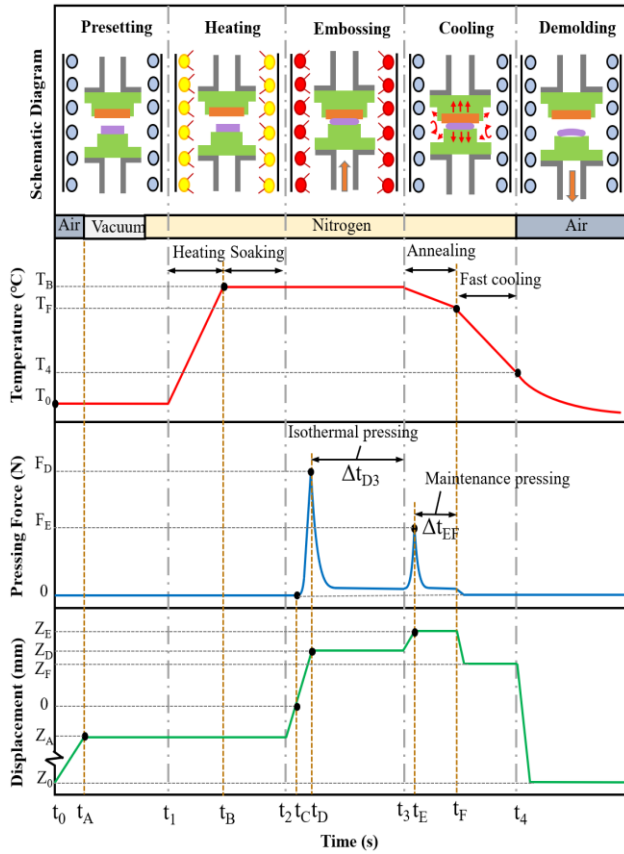 Presetting Heating Embossing Cooling Demolding
Schematic Diagram
Air Vacuum Nitrogen Air
Heating Soaking Annealing
Fast cooling
Temperature (°C)
T_B
T_F
T_4
T_0
Isothermal pressing
Δt_D3
Maintenance pressing
Δt_EF
Pressing Force (N)
F_D
F_E
0
Displacement (mm)
Z_E
Z_D
Z_F
0
Z_A
Z_0
t_0 t_A t_1 t_B t_2 t_C t_D t_3 t_E t_F t_4
Time (s)